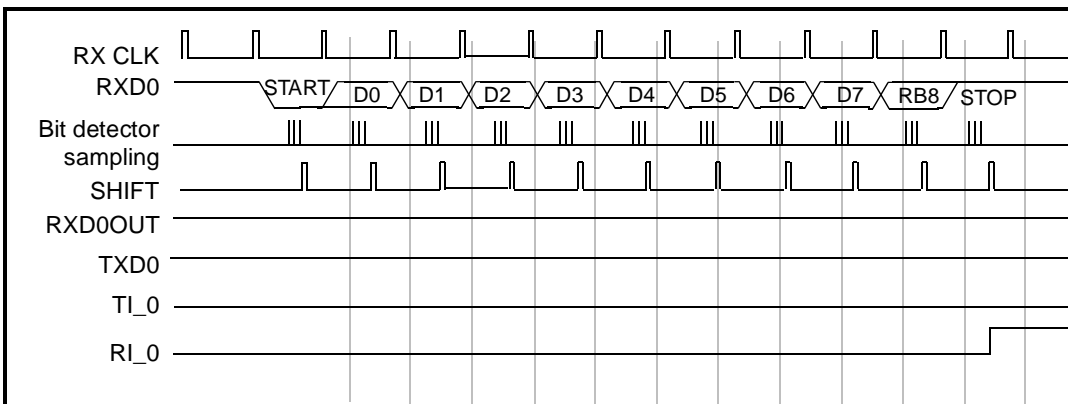 RX CLK
RXD0
START D0 D1 D2 D3 D4 D5 D6 D7 RB8 STOP
Bit detector
sampling
SHIFT
RXD0OUT
TXD0
TI_0
RI_0